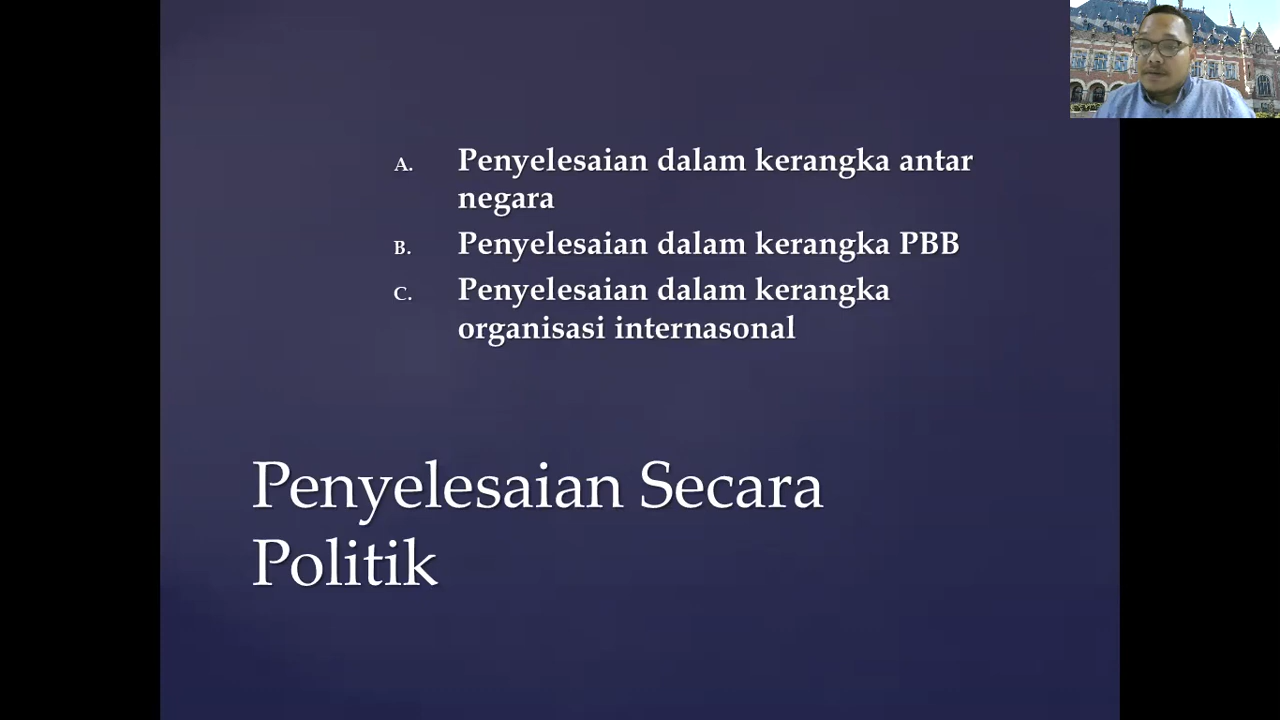 A. Penyelesaian dalam kerangka antar
negara
B. Penyelesaian dalam kerangka PBB
C. Penyelesaian dalam kerangka
organisasi internasonal
Penyelesaian Secara
Politik